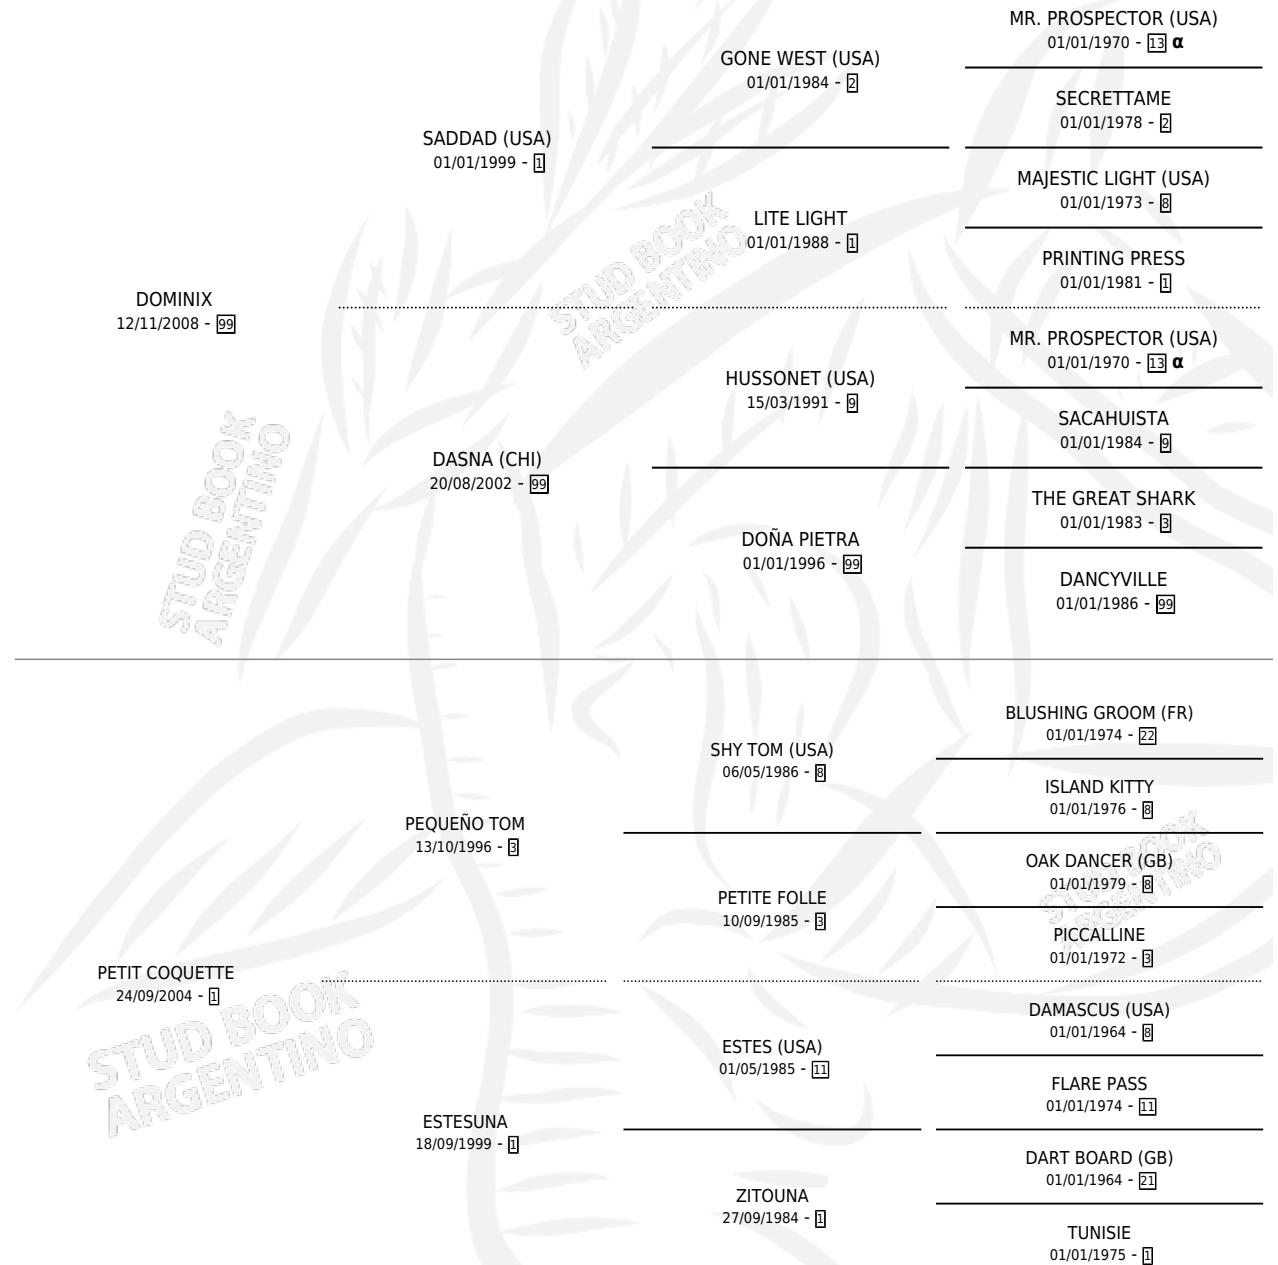 MR. PROSPECTOR (USA)
01/01/1970 - 13 α
GONE WEST (USA)
01/01/1984 - 2
SECRETTAME
01/01/1978 - 2
SADDAD (USA)
01/01/1999 - 1
MAJESTIC LIGHT (USA)
01/01/1973 - 8
LITE LIGHT
01/01/1988 - 1
PRINTING PRESS
01/01/1981 - 1
DOMINIX
12/11/2008 - 99
MR. PROSPECTOR (USA)
01/01/1970 - 13 α
HUSSONET (USA)
15/03/1991 - 9
SACAHUISTA
01/01/1984 - 9
DASNA (CHI)
20/08/2002 - 99
THE GREAT SHARK
01/01/1983 - 3
DOÑA PIETRA
01/01/1996 - 99
DANCYVILLE
01/01/1986 - 99
BLUSHING GROOM (FR)
01/01/1974 - 22
SHY TOM (USA)
06/05/1986 - 8
ISLAND KITTY
01/01/1976 - 8
PEQUEÑO TOM
13/10/1996 - 3
OAK DANCER (GB)
01/01/1979 - 8
PETITE FOLLE
10/09/1985 - 3
PICCALLINE
01/01/1972 - 3
PETIT COQUETTE
24/09/2004 - 1
DAMASCUS (USA)
01/01/1964 - 8
ESTES (USA)
01/05/1985 - 11
FLARE PASS
01/01/1974 - 11
ESTESUNA
18/09/1999 - 1
DART BOARD (GB)
01/01/1964 - 21
ZITOUNA
27/09/1984 - 1
TUNISIE
01/01/1975 - 1
STUD BOOK
ARGENTINO
STUD BOOK
ARGENTINO
STUD BOOK
ARGENTINO
STUD BOOK
ARGENTINO